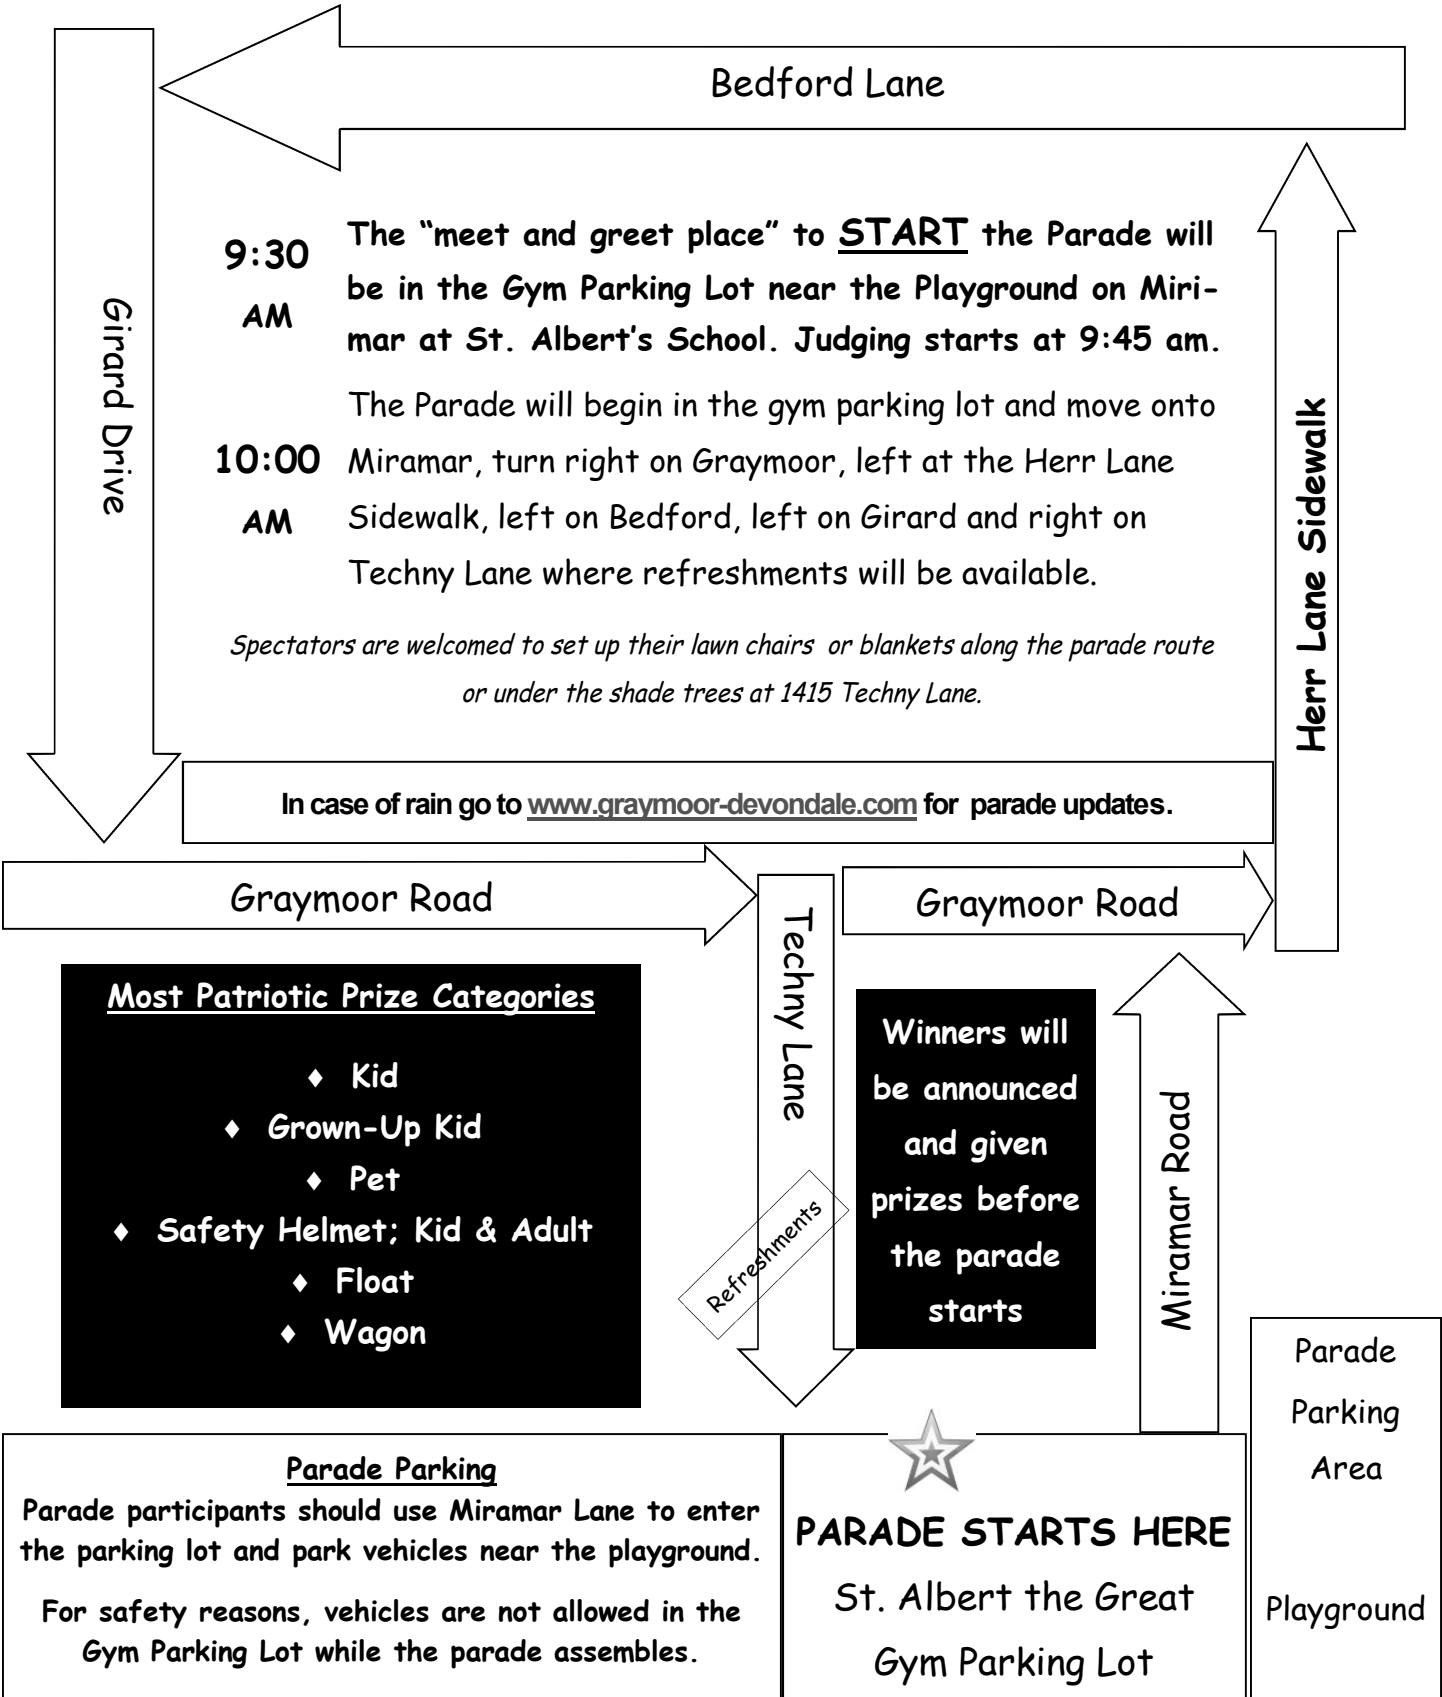 Bedford Lane
Girard Drive
9:30
AM
The “meet and greet place” to START the Parade will
be in the Gym Parking Lot near the Playground on Miri-
mar at St. Albert’s School. Judging starts at 9:45 am.
10:00
AM
The Parade will begin in the gym parking lot and move onto
Miramar, turn right on Graymoor, left at the Herr Lane
Sidewalk, left on Bedford, left on Girard and right on
Techny Lane where refreshments will be available.
Spectators are welcomed to set up their lawn chairs or blankets along the parade route
or under the shade trees at 1415 Techny Lane.
Herr Lane Sidewalk
In case of rain go to www.graymoor-devondale.com for parade updates.
Graymoor Road
Techny Lane
Graymoor Road
Most Patriotic Prize Categories
♦ Kid
♦ Grown-Up Kid
♦ Pet
♦ Safety Helmet; Kid & Adult
♦ Float
♦ Wagon
Refreshments
Winners will
be announced
and given
prizes before
the parade
starts
Miramar Road
Parade
Parking
Area
Playground
Parade Parking
Parade participants should use Miramar Lane to enter
the parking lot and park vehicles near the playground.
For safety reasons, vehicles are not allowed in the
Gym Parking Lot while the parade assembles.
PARADE STARTS HERE
St. Albert the Great
Gym Parking Lot